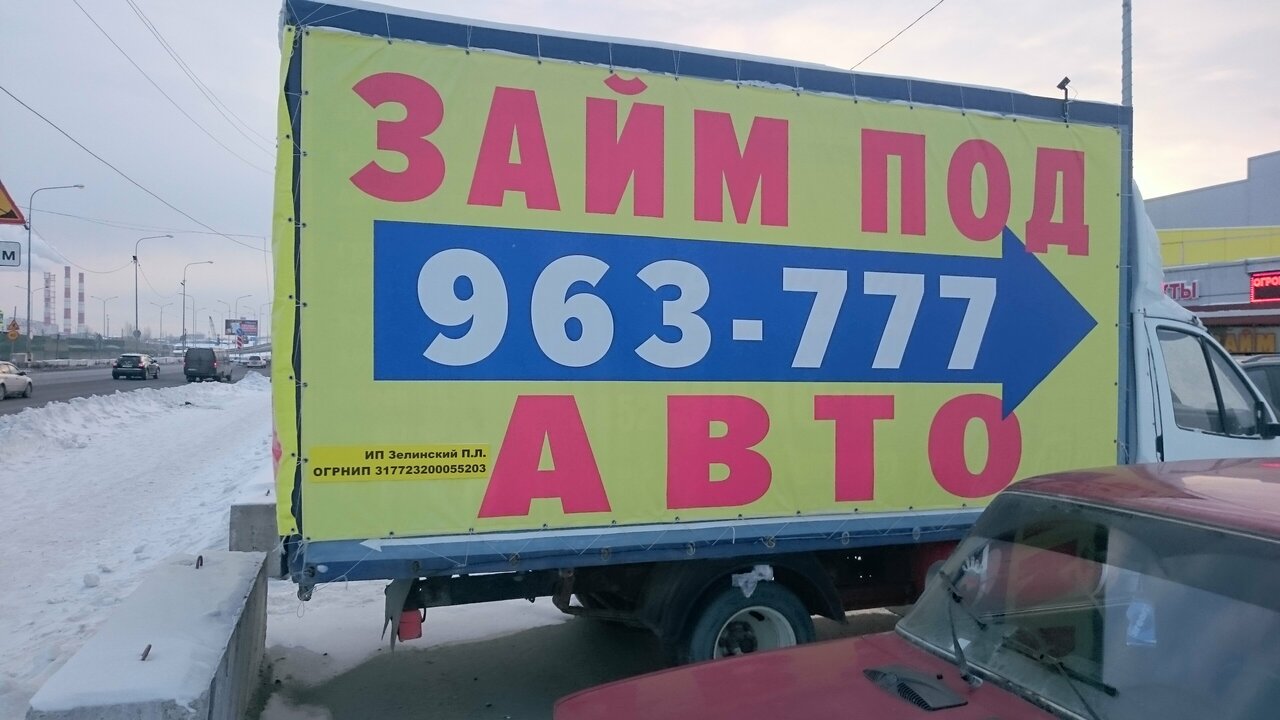 ЗАЙМ ПОД
963-777
АВТО
ИП Зелинский П.Л.
ОГРНИП 317723200055203
М